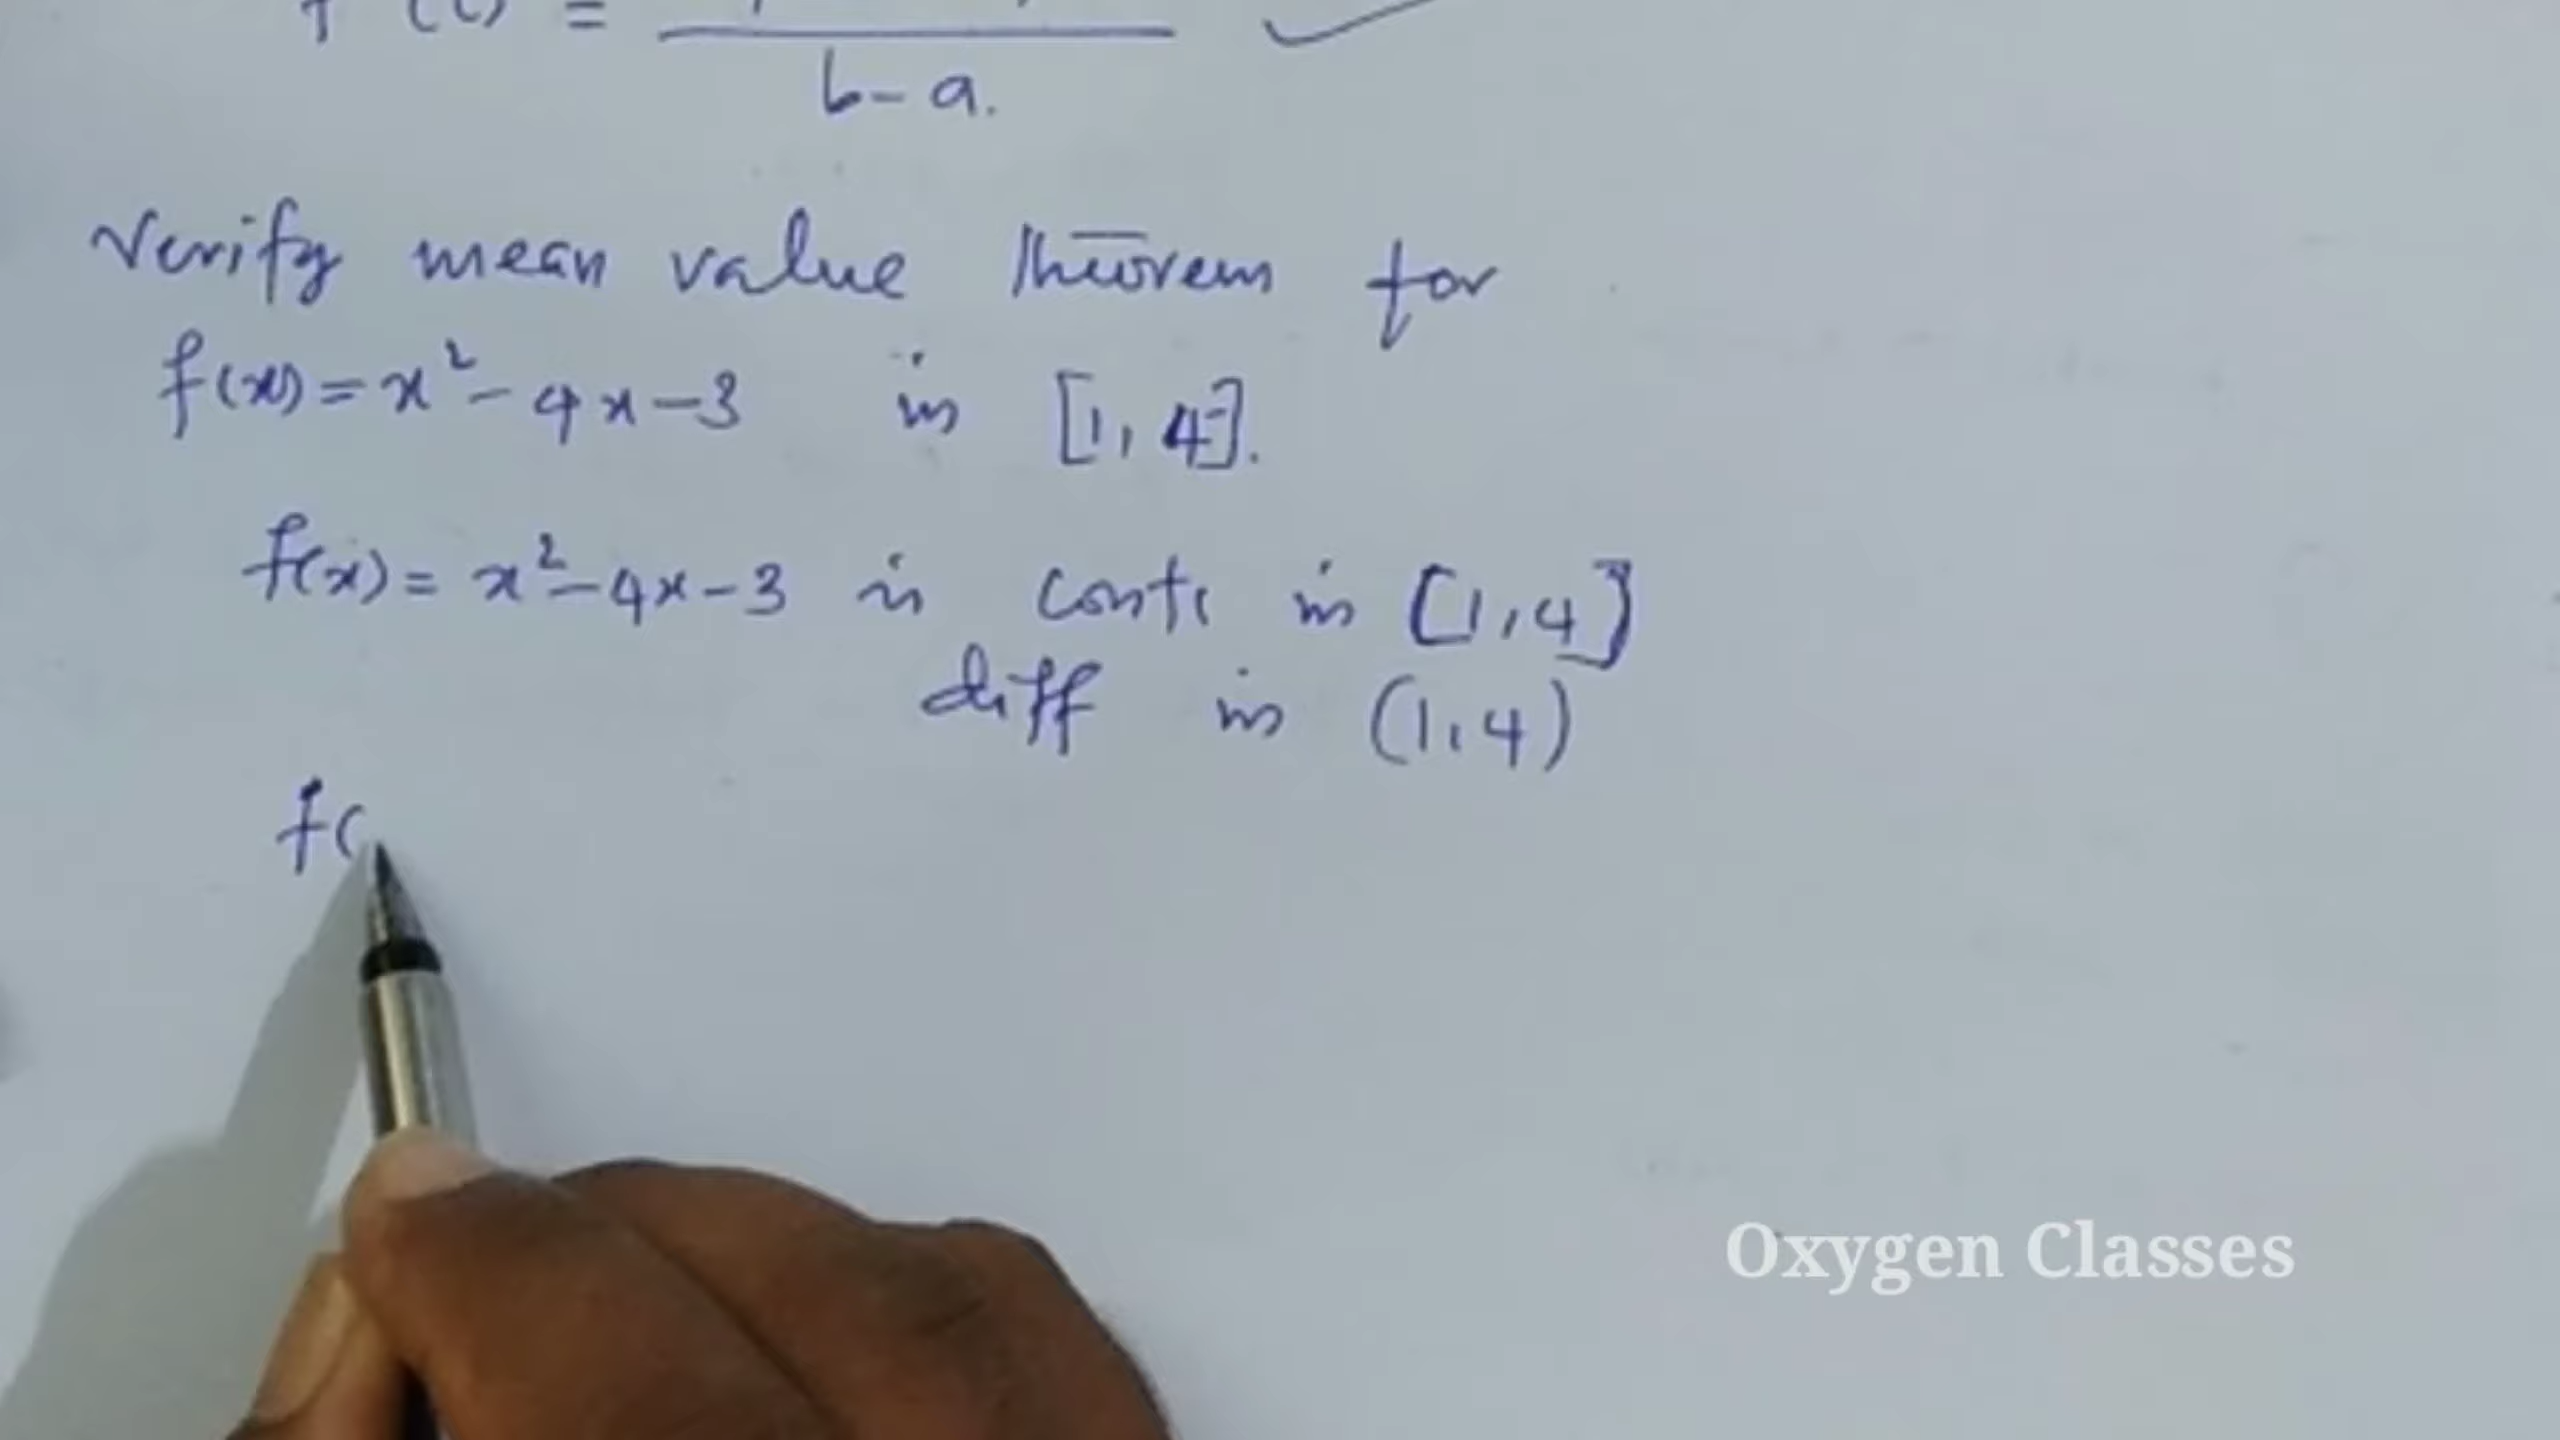 (c) =
b - a.
Verify mean value theorem for
f(x) = x² - 4x - 3 in [1, 4].
f(x) = x² - 4x - 3 is conti in [1, 4]
diff in (1, 4)
f(
Oxygen Classes